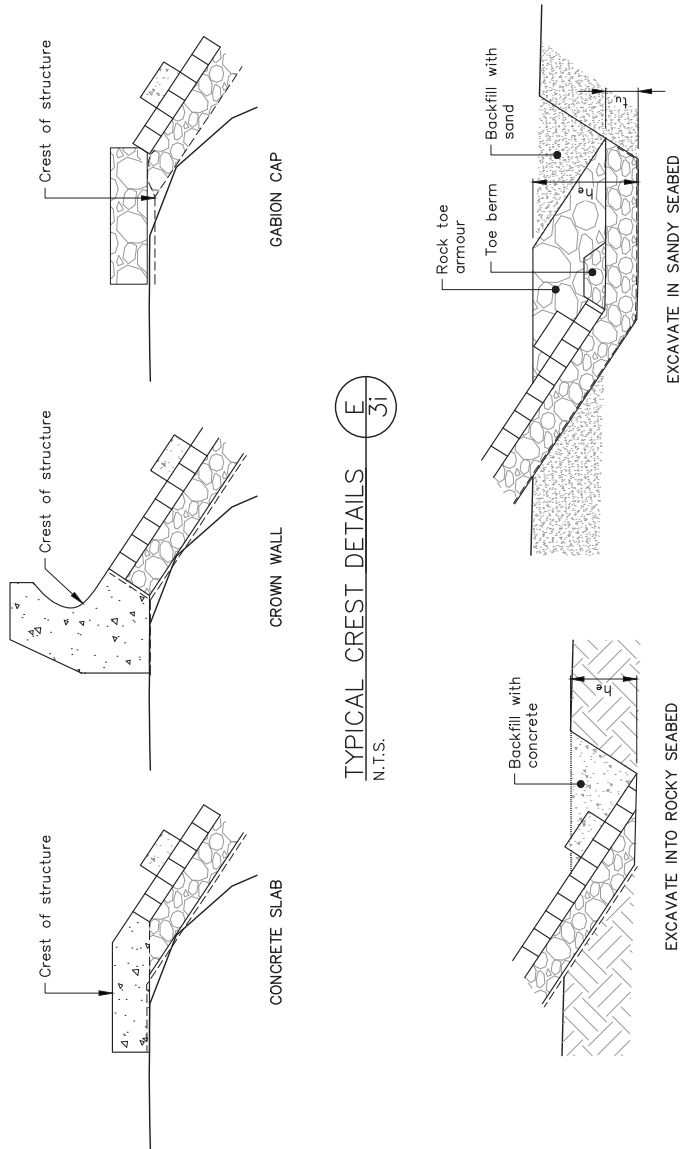 Crest of structure
CONCRETE SLAB
Crest of structure
CROWN WALL
Crest of structure
GABION CAP
TYPICAL CREST DETAILS
N.T.S.
E
3i
Backfill with
concrete
he
EXCAVATE INTO ROCKY SEABED
Rock toe
armour
Toe berm
Backfill with
sand
he
tu
EXCAVATE IN SANDY SEABED